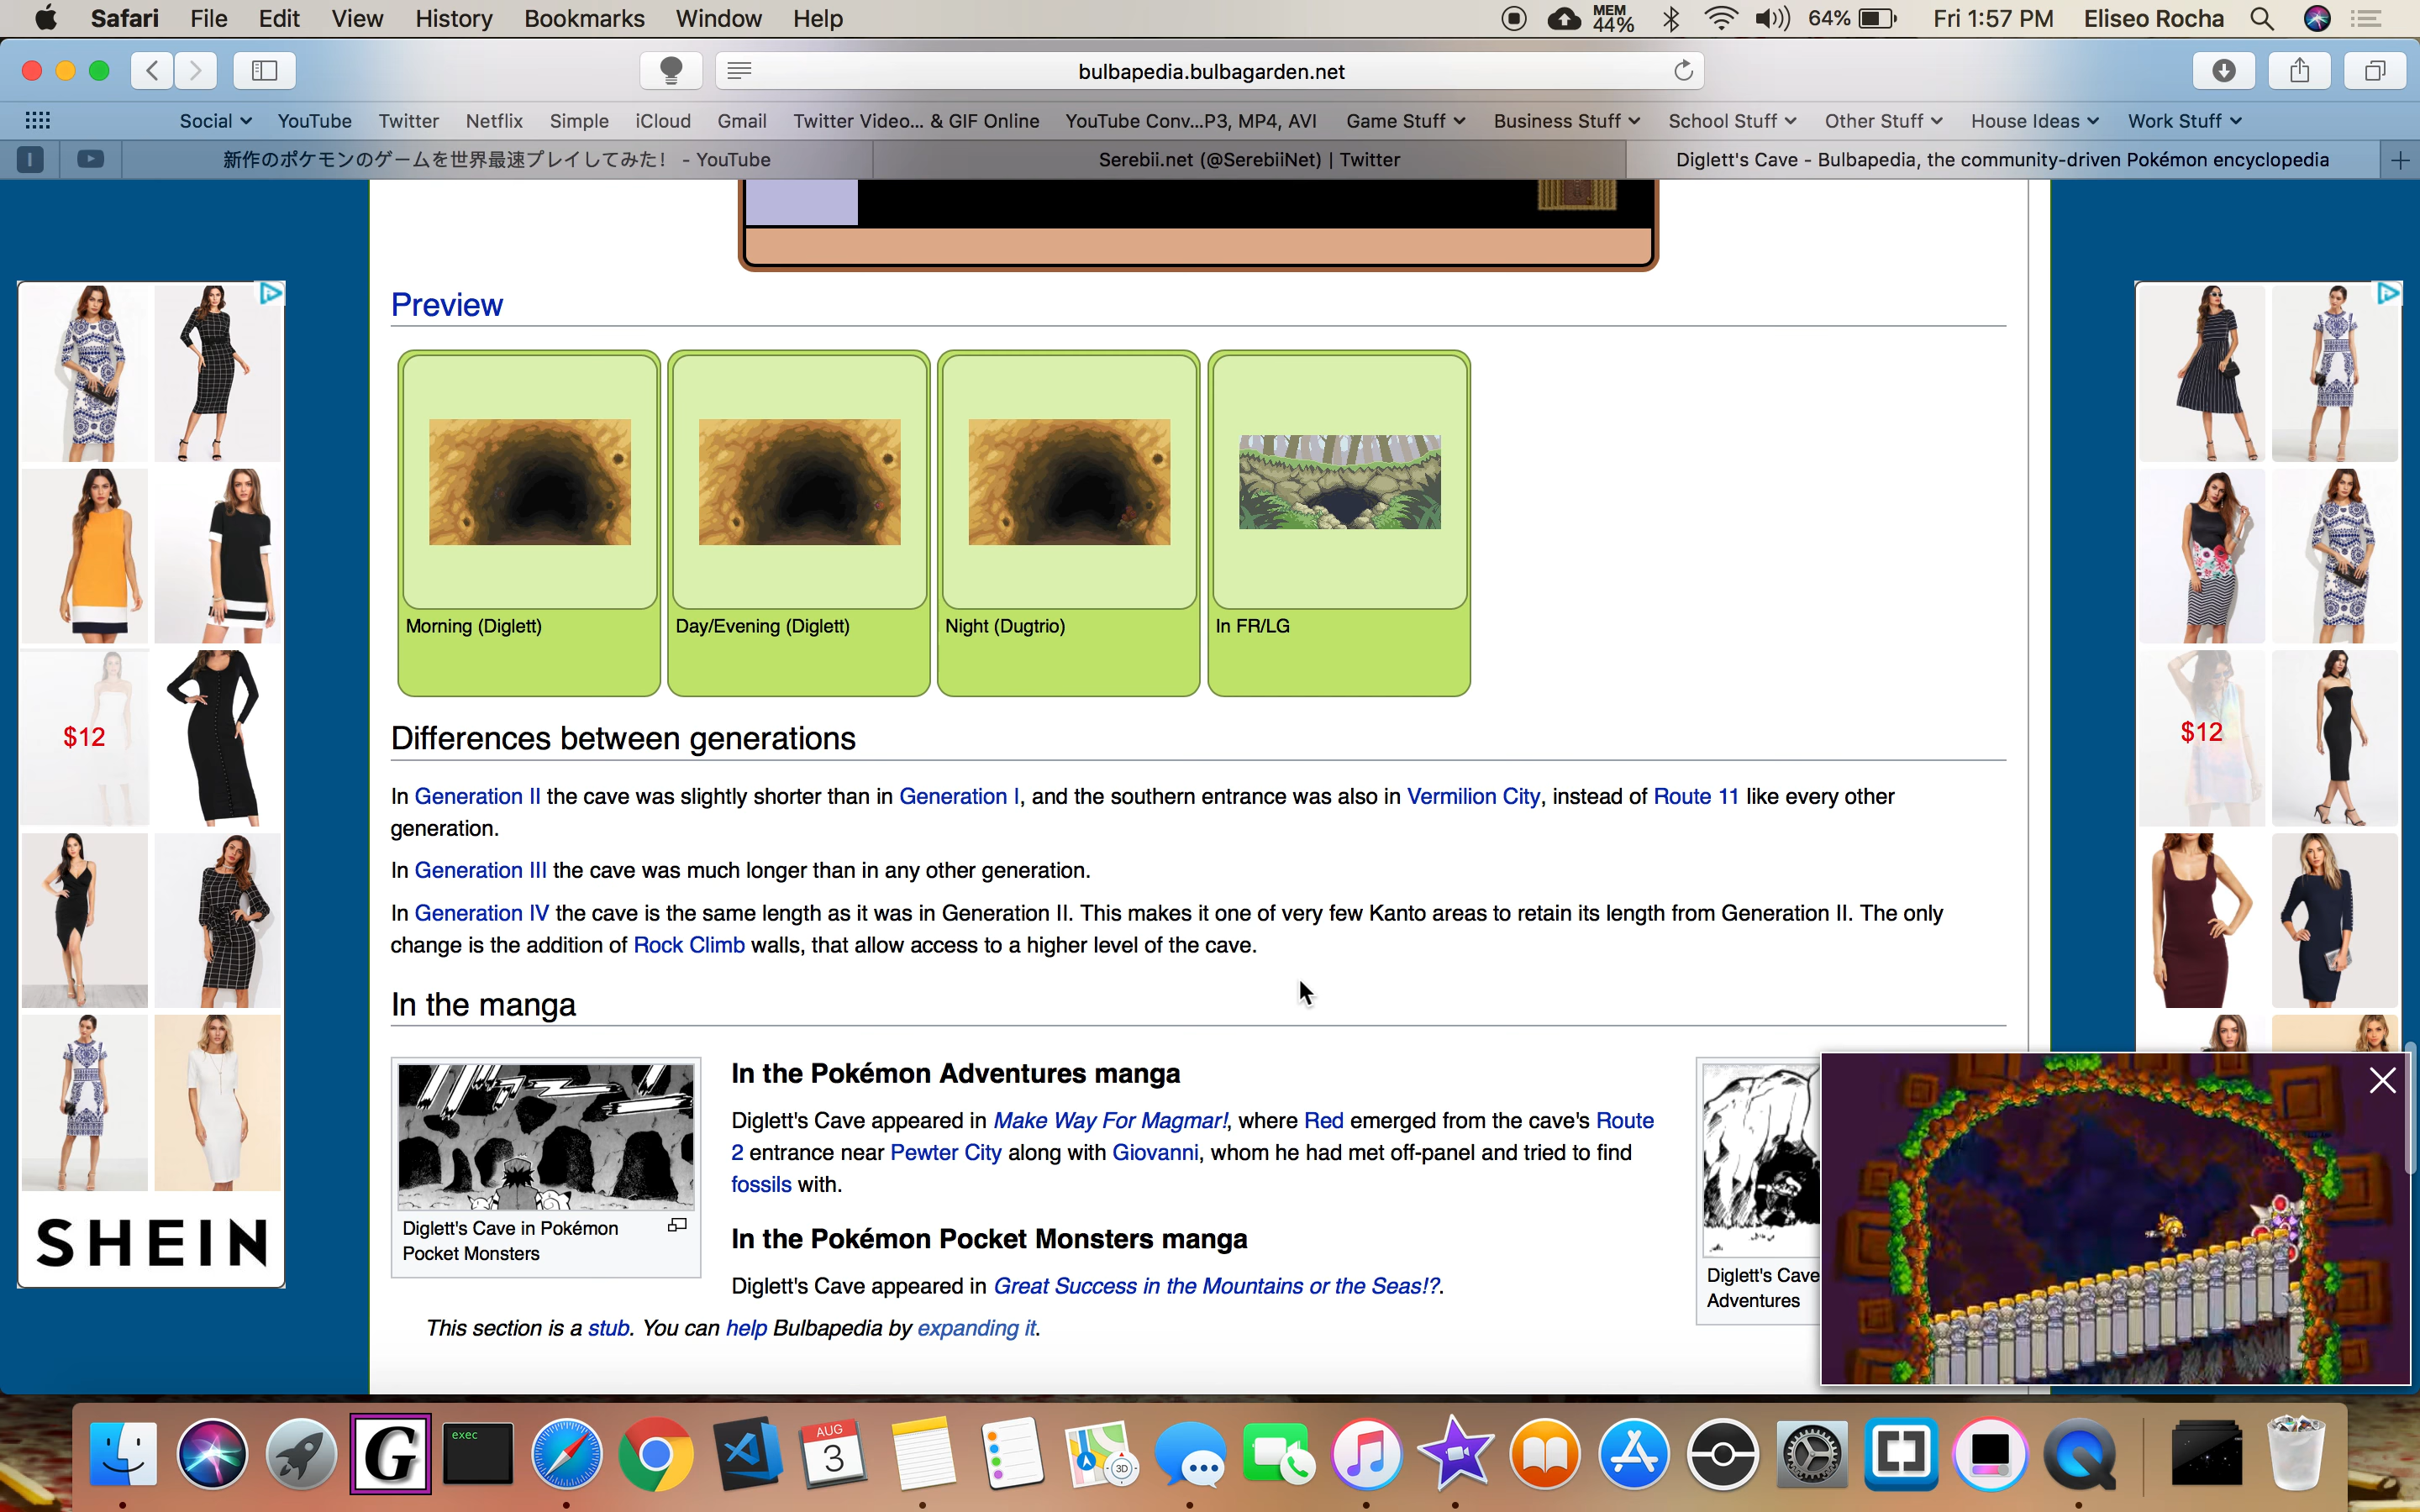 Safari File Edit View History Bookmarks Window Help MEM 44% 64% Fri 1:57 PM Eliseo Rocha
bulbapedia.bulbagarden.net
Social YouTube Twitter Netflix Simple iCloud Gmail Twitter Video... & GIF Online YouTube Conv...P3, MP4, AVI Game Stuff Business Stuff School Stuff Other Stuff House Ideas Work Stuff
I 新作のポケモンのゲームを世界最速プレイしてみた! - YouTube Serebii.net (@SerebiiNet) | Twitter Diglett's Cave - Bulbapedia, the community-driven Pokémon encyclopedia
Preview
Morning (Diglett) Day/Evening (Diglett) Night (Dugtrio) In FR/LG
$12
$12
Differences between generations
In Generation II the cave was slightly shorter than in Generation I, and the southern entrance was also in Vermilion City, instead of Route 11 like every other
generation.
In Generation III the cave was much longer than in any other generation.
In Generation IV the cave is the same length as it was in Generation II. This makes it one of very few Kanto areas to retain its length from Generation II. The only
change is the addition of Rock Climb walls, that allow access to a higher level of the cave.
In the manga
In the Pokémon Adventures manga
Diglett's Cave appeared in Make Way For Magmar!, where Red emerged from the cave's Route
2 entrance near Pewter City along with Giovanni, whom he had met off-panel and tried to find
fossils with.
Diglett's Cave in Pokémon
Pocket Monsters
In the Pokémon Pocket Monsters manga
Diglett's Cave appeared in Great Success in the Mountains or the Seas!?.
This section is a stub. You can help Bulbapedia by expanding it.
Diglett's Cave
Adventures
SHEIN
G
exec
AUG
3
3D